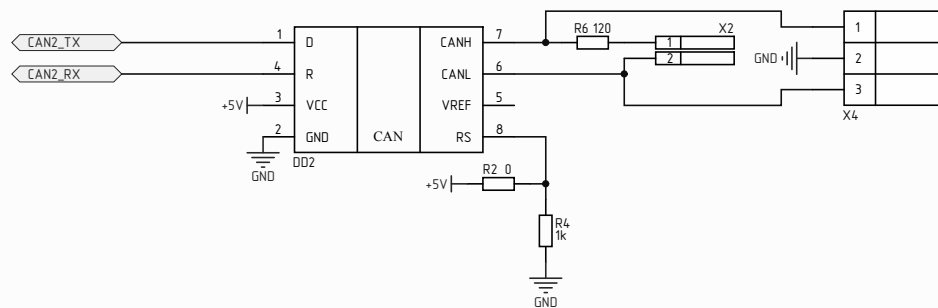 CAN2_TX
CAN2_RX
+5V
GND
1 D CANH 7
4 R CANL 6
3 VCC VREF 5
2 GND CAN RS 8
DD2
R6 120
1 X2
2
GND
1
2
3
X4
R2 0
+5V
R4
1k
GND